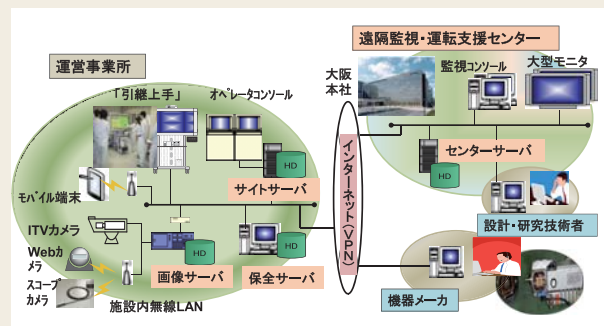 遠隔監視・運転支援センター
運営事業所
大阪
本社
監視コンソール
大型モニタ
「引継上手」
オペレータコンソール
センターサーバ
HD
HD
サイトサーバ
モバイル端末
インターネット(VPN)
ITVカメラ
Webカ
メラ
HD
HD
設計・研究技術者
スコープ
カメラ
画像サーバ
保全サーバ
施設内無線LAN
機器メーカ